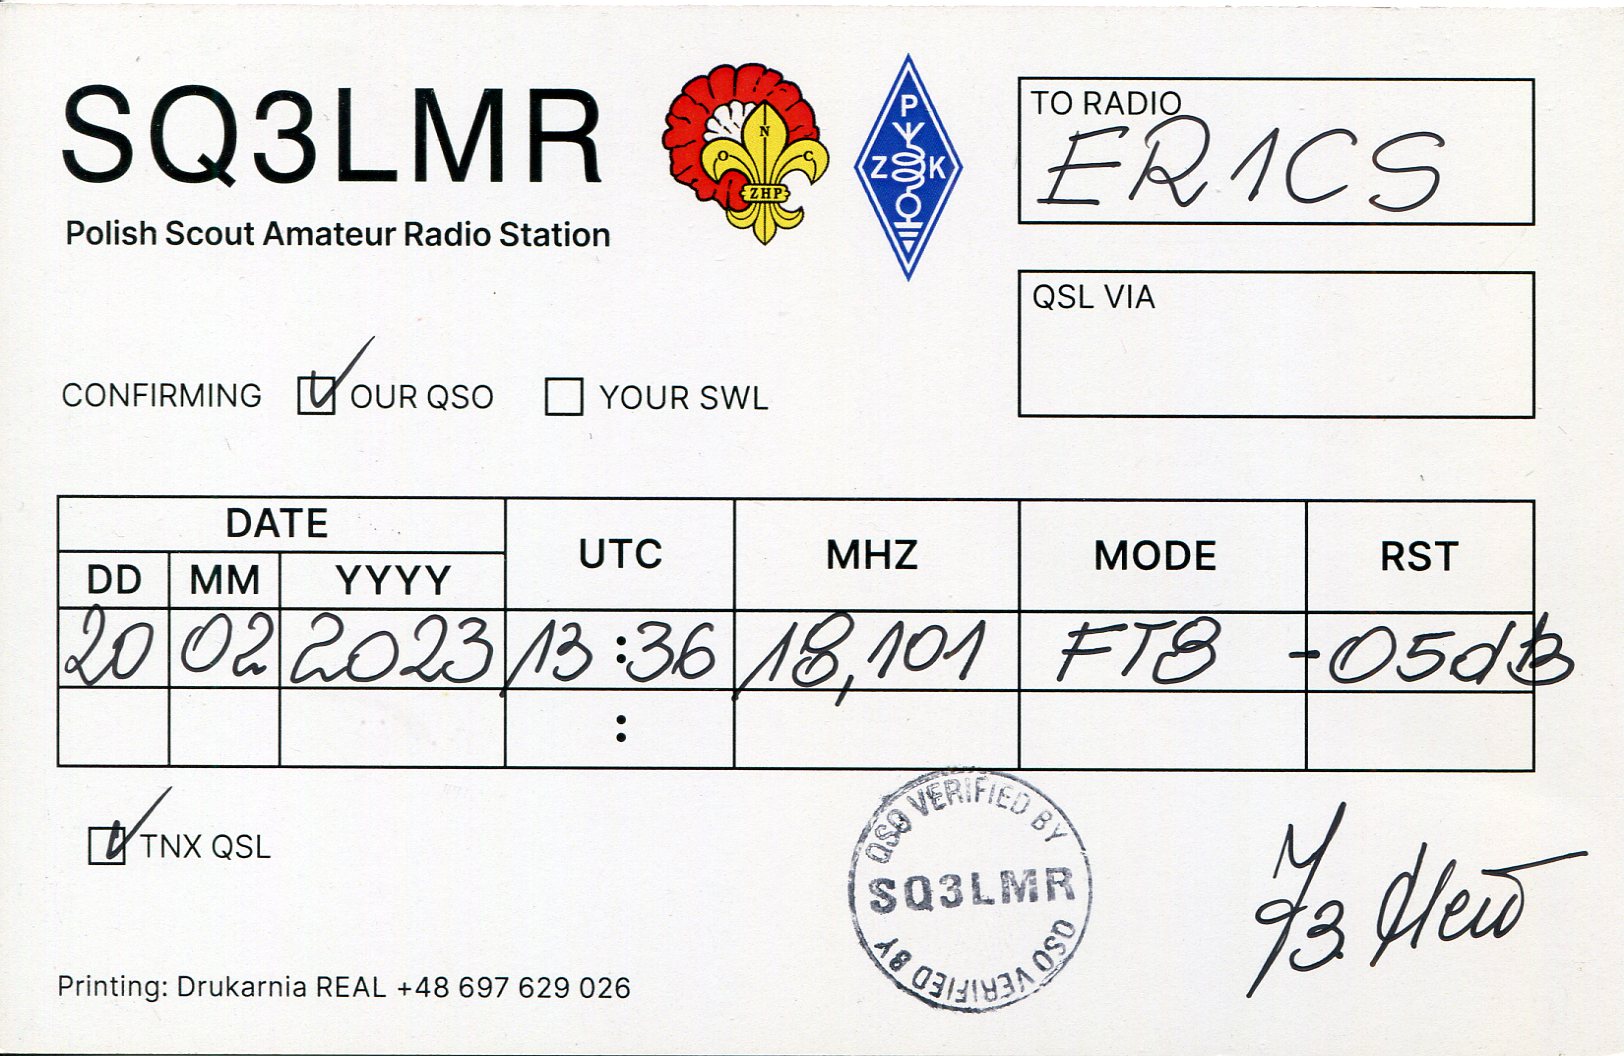 SQ3LMR
Polish Scout Amateur Radio Station
O N C
ZHP
P
Z K
TO RADIO
ER1CS
QSL VIA
CONFIRMING OUR QSO YOUR SWL
DATE UTC MHZ MODE RST
DD MM YYYY
20 02 2023 13:36 18,101 FT8 -05dB
:
TNX QSL
QSO VERIFIED BY
SQ3LMR
QSO VERIFIED BY
73.
Printing: Drukarnia REAL +48 697 629 026